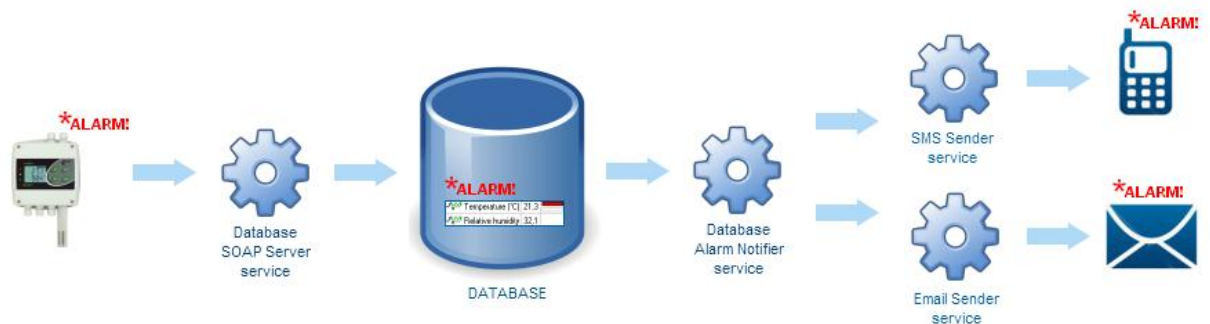 *ALARM!
Database
SOAP Server
service
*ALARM!
Temperature [°C] 21,3
Relative humidity 32,1
DATABASE
Database
Alarm Notifier
service
SMS Sender
service
*ALARM!
Email Sender
service
*ALARM!